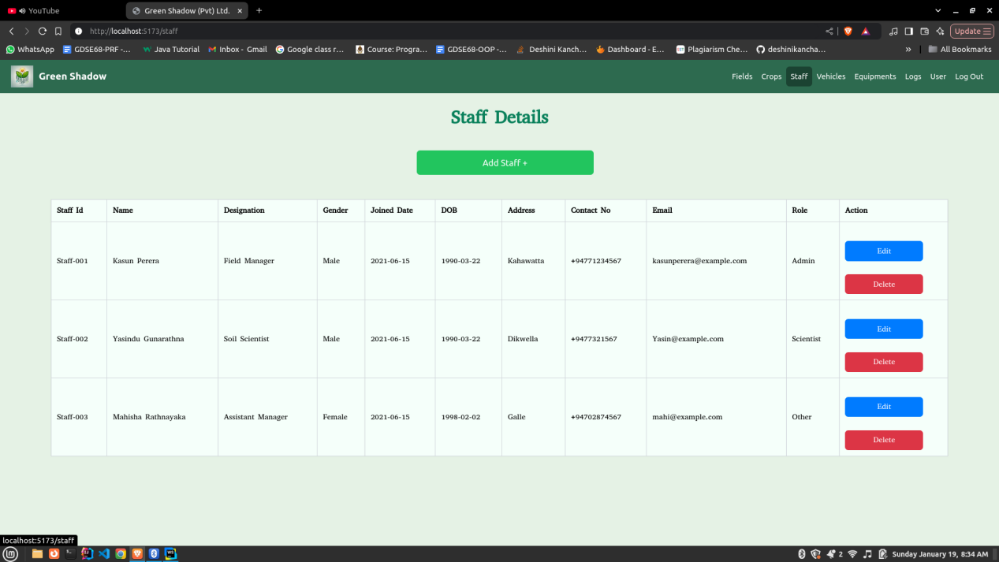 YouTube
Green Shadow (Pvt) Ltd.
http://localhost:5173/staff
Update
WhatsApp
GDSE68-PRF -...
Java Tutorial
Inbox - Gmail
Google class r...
Course: Progra...
GDSE68-OOP -...
Deshini Kanch...
Dashboard - E...
Plagiarism Che...
deshinikancha...
» All Bookmarks
Green Shadow
Fields Crops Staff Vehicles Equipments Logs User Log Out
Staff Details
Add Staff +
Staff Id Name Designation Gender Joined Date DOB Address Contact No Email Role Action
Staff-001 Kasun Perera Field Manager Male 2021-06-15 1990-03-22 Kahawatta +94771234567 kasunperera@example.com Admin
Edit
Delete
Staff-002 Yasindu Gunarathna Soil Scientist Male 2021-06-15 1990-03-22 Dikwella +9477321567 Yasin@example.com Scientist
Edit
Delete
Staff-003 Mahisha Rathnayaka Assistant Manager Female 2021-06-15 1998-02-02 Galle +94702874567 mahi@example.com Other
Edit
Delete
localhost:5173/staff
2
Sunday January 19, 8:34 AM